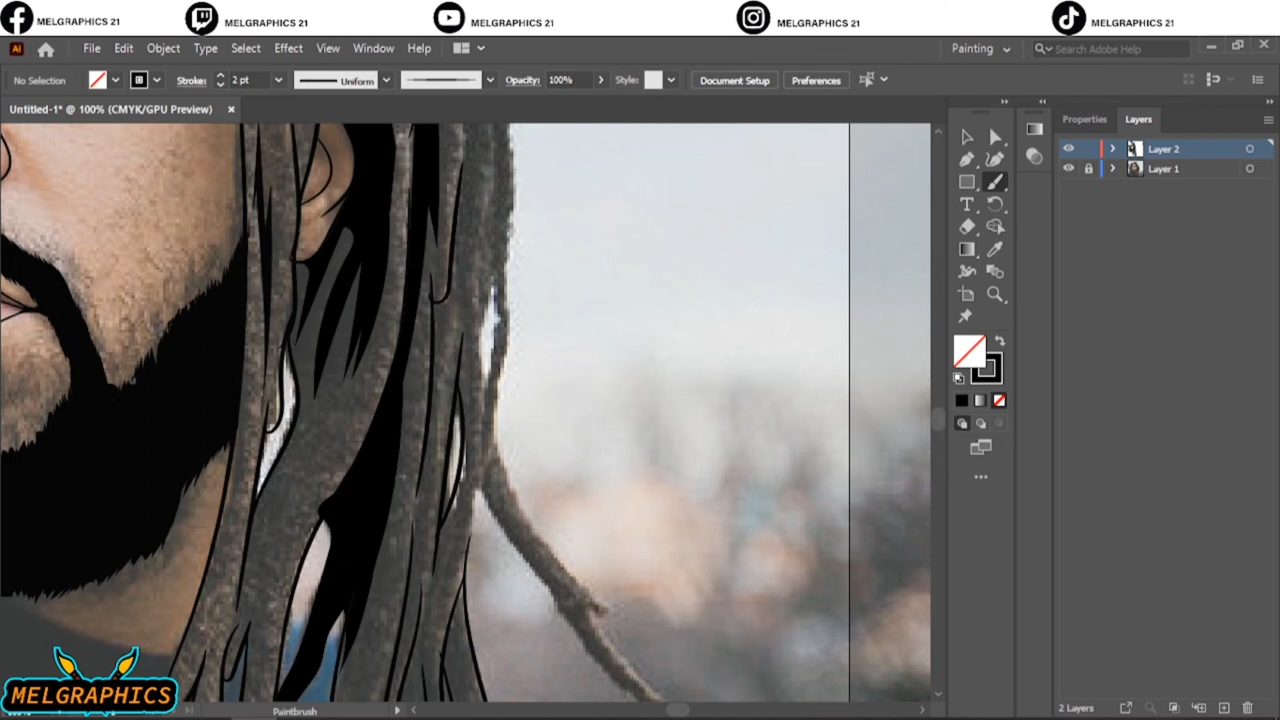 MELGRAPHICS 21
MELGRAPHICS 21
MELGRAPHICS 21
MELGRAPHICS 21
MELGRAPHICS 21
Ai File Edit Object Type Select Effect View Window Help Painting Search Adobe Help
No Selection Stroke: 2 pt Uniform Opacity: 100% Style: Document Setup Preferences
Untitled-1* @ 100% (CMYK/GPU Preview)
Properties Layers
Layer 2
Layer 1
MELGRAPHICS
Paintbrush
2 Layers